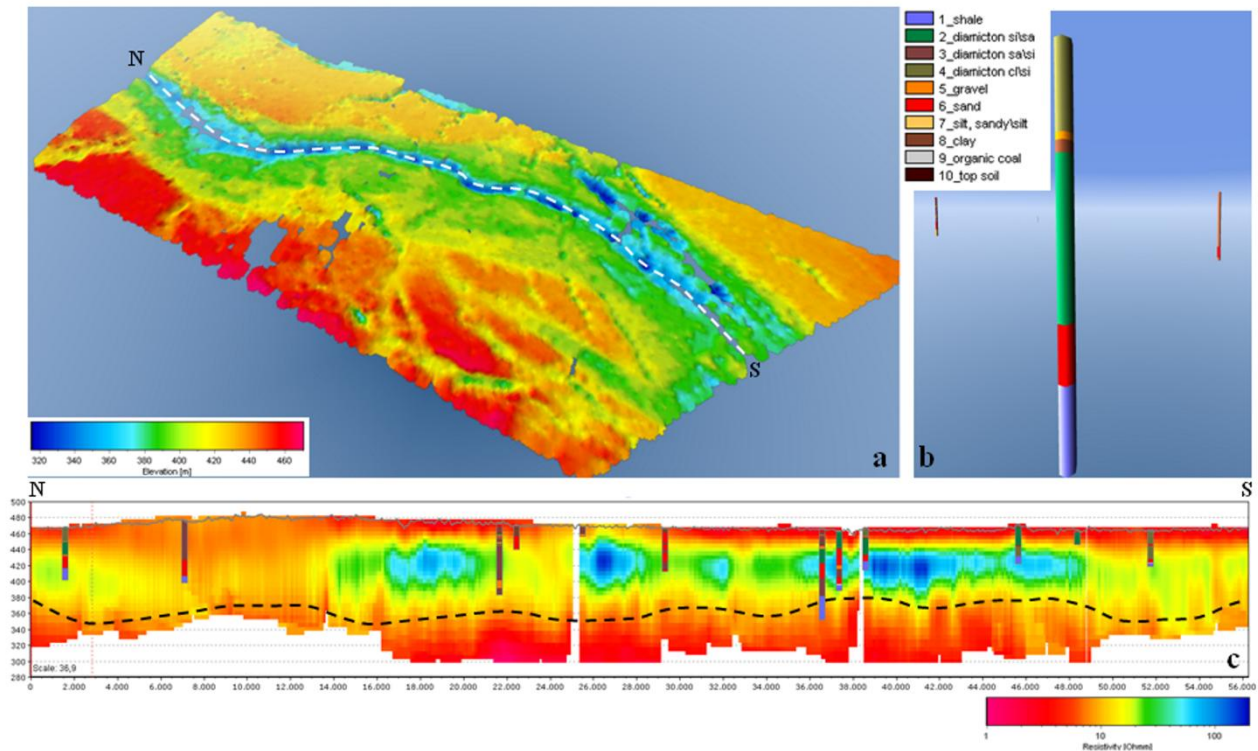 N
S
320 340 360 380 400 420 440 460
Elevation [m]
a
1_shale
2_diamicton si\sa
3_diamicton sa\si
4_diamicton cl\si
5_gravel
6_sand
7_silt, sandy\silt
8_clay
9_organic coal
10_top soil
b
N S
500
480
460
440
420
400
380
360
340
320
300
280
Scale: 36,9
c
0 2.000 4.000 6.000 8.000 10.000 12.000 14.000 16.000 18.000 20.000 22.000 24.000 26.000 28.000 30.000 32.000 34.000 36.000 38.000 40.000 42.000 44.000 46.000 48.000 50.000 52.000 54.000 56.000
1 10 100
Resistivity [Ohmm]